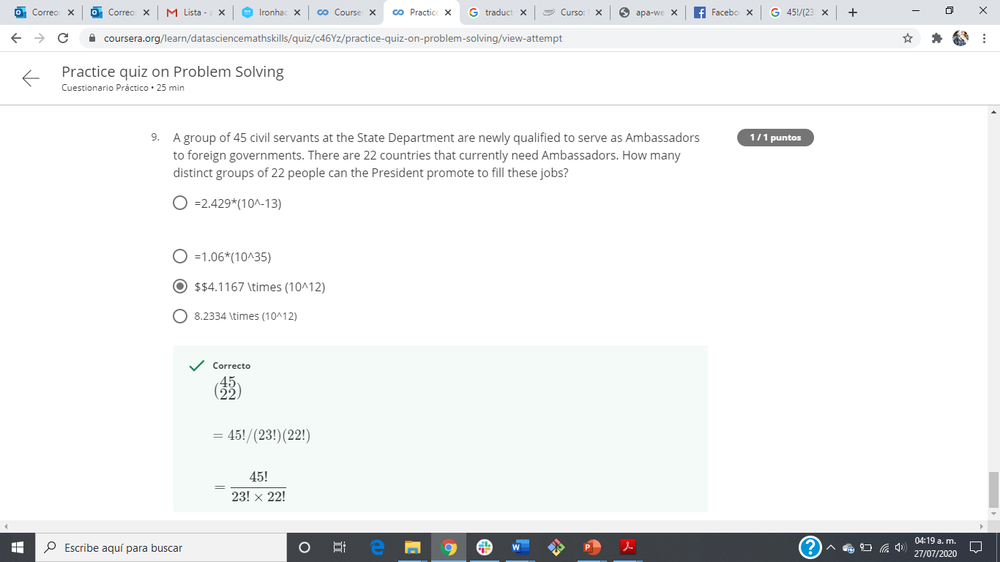 Correo: Correo: Lista - Ironhac Course Practice traduct Curso: apa-we Facebo 45!/(23
coursera.org/learn/datasciencemathskills/quiz/c46Yz/practice-quiz-on-problem-solving/view-attempt
Practice quiz on Problem Solving
Cuestionario Práctico • 25 min
9. A group of 45 civil servants at the State Department are newly qualified to serve as Ambassadors 1 / 1 puntos
to foreign governments. There are 22 countries that currently need Ambassadors. How many
distinct groups of 22 people can the President promote to fill these jobs?
=2.429*(10^-13)
=1.06*(10^35)
$$4.1167 \times (10^12)
8.2334 \times (10^12)
Correcto
(45
22)
= 45!/(23!)(22!)
45!
=
23! × 22!
Escribe aquí para buscar
04:19 a. m.
27/07/2020